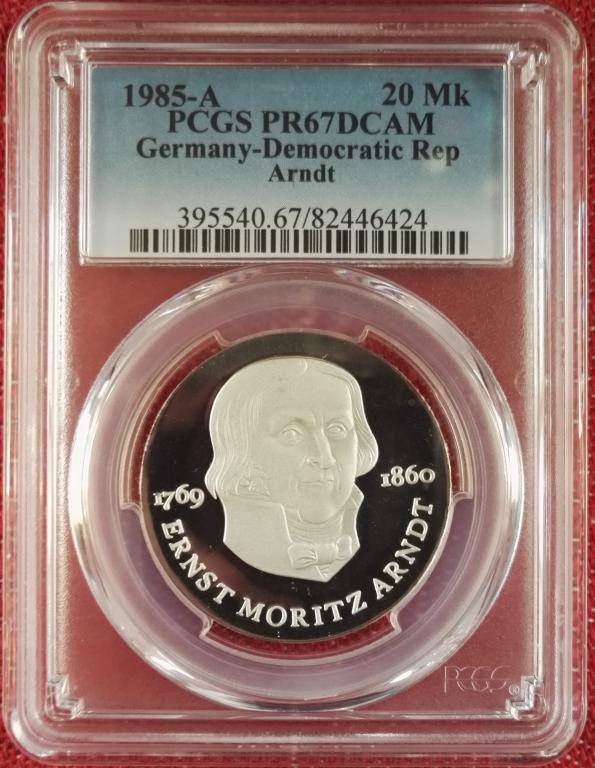 1985-A 20 Mk
PCGS PR67DCAM
Germany-Democratic Rep
Arndt
395540.67/82446424
1769 1860
ERNST MORITZ ARNDT
PCGS©